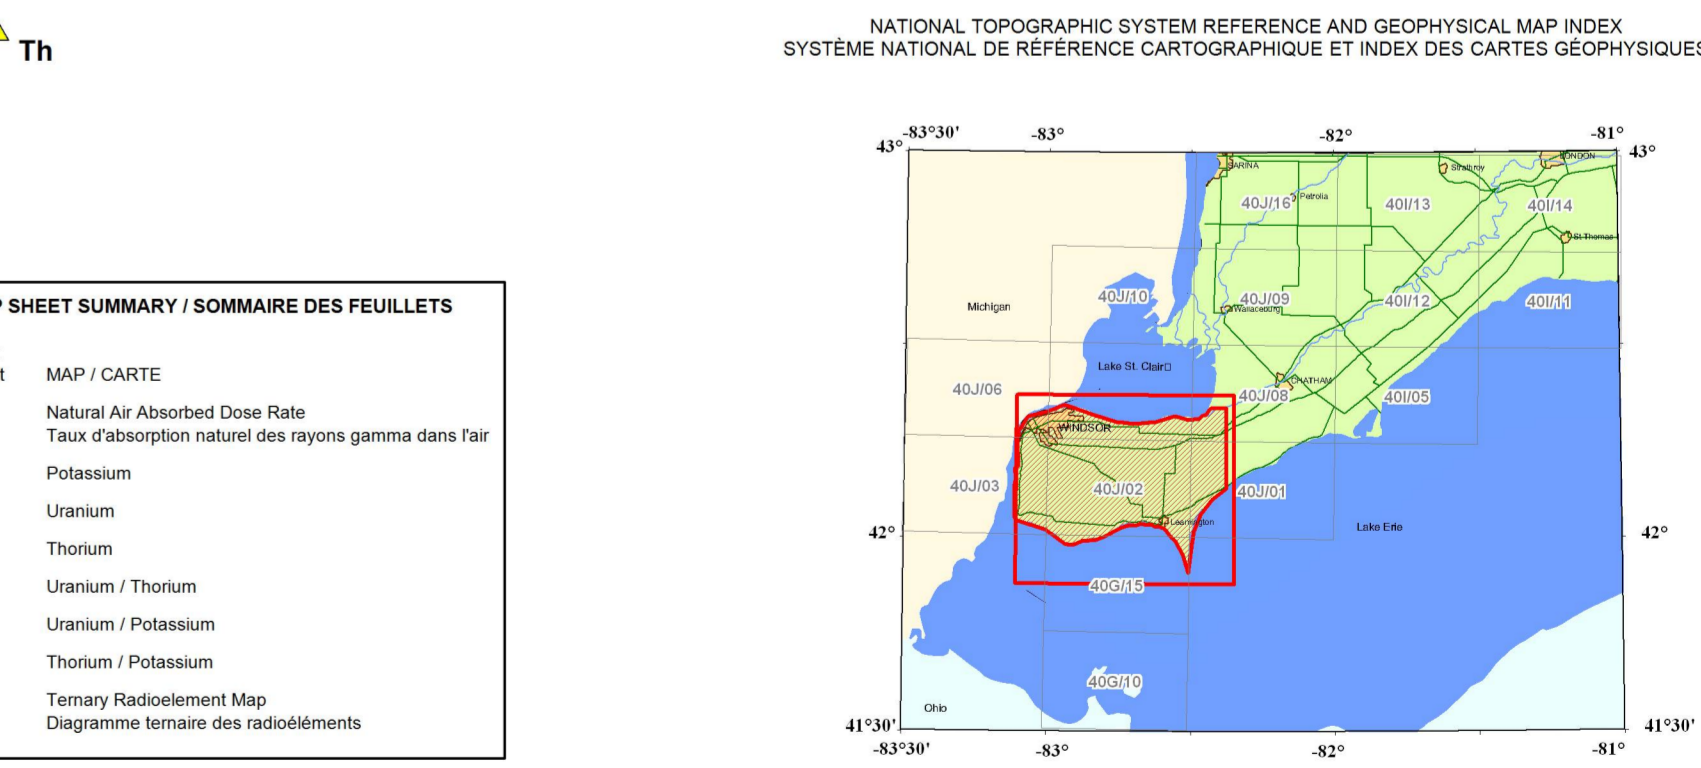 Th
NATIONAL TOPOGRAPHIC SYSTEM REFERENCE AND GEOPHYSICAL MAP INDEX
SYSTÈME NATIONAL DE RÉFÉRENCE CARTOGRAPHIQUE ET INDEX DES CARTES GÉOPHYSIQUES
SHEET SUMMARY / SOMMAIRE DES FEUILLETS
MAP / CARTE
Natural Air Absorbed Dose Rate
Taux d'absorption naturel des rayons gamma dans l'air
Potassium
Uranium
Thorium
Uranium / Thorium
Uranium / Potassium
Thorium / Potassium
Ternary Radioelement Map
Diagramme ternaire des radioéléments
-83°30' -83° -82° -81°
43° 43°
SARINA
Strathroy
LONDON
40J/16
Petrolia
40I/13
40I/14
St Thomas
Michigan
40J/10
40J/09
Wallaceburg
40I/12
40I/11
Lake St. Clair
40J/06
CHATHAM
40J/08
40I/05
WINDSOR
40J/03
40J/02
40J/01
Leamington
Lake Erie
42° 42°
40G/15
40G/10
Ohio
41°30' 41°30'
-83°30' -83° -82° -81°